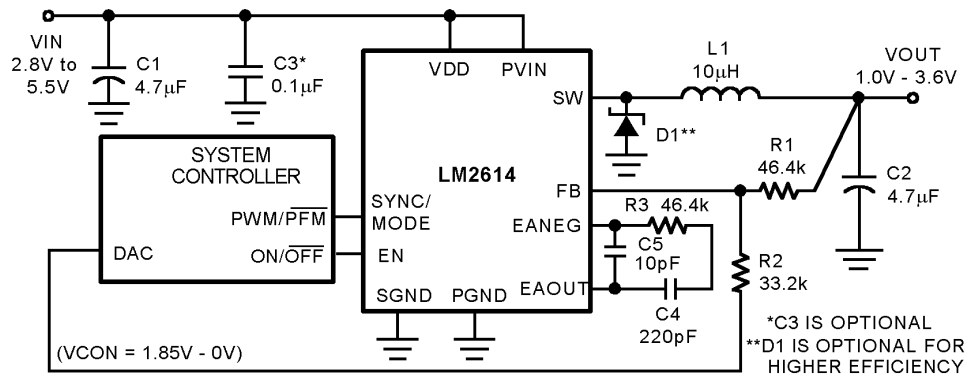 VIN
2.8V to
5.5V
C1
4.7µF
C3*
0.1µF
VDD
PVIN
SW
L1
10µH
VOUT
1.0V - 3.6V
D1**
SYSTEM
CONTROLLER
LM2614
R1
46.4k
C2
4.7µF
FB
PWM/PFM
SYNC/
MODE
R3 46.4k
EANEG
DAC
ON/OFF
EN
C5
10pF
R2
33.2k
EAOUT
SGND
PGND
C4
220pF
(VCON = 1.85V - 0V)
*C3 IS OPTIONAL
**D1 IS OPTIONAL FOR
HIGHER EFFICIENCY